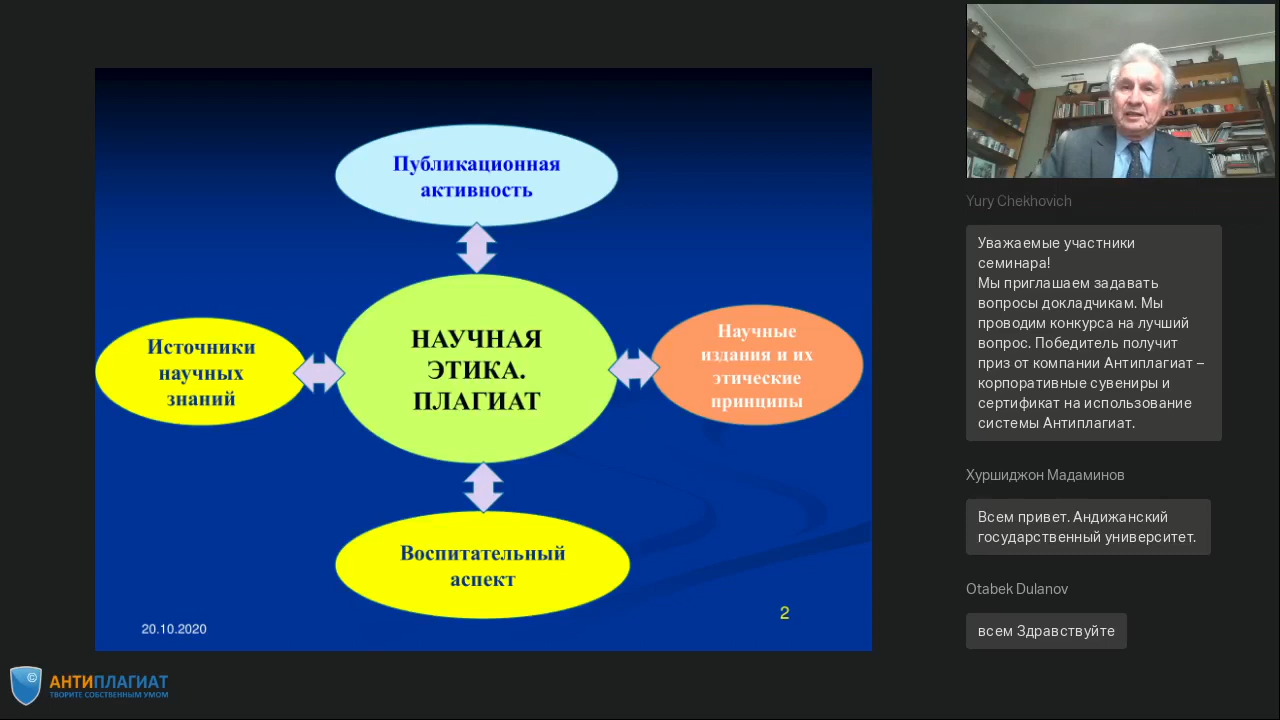 Публикационная
активность
Источники
научных
знаний
НАУЧНАЯ
ЭТИКА.
ПЛАГИАТ
Научные
издания и их
этические
принципы
Воспитательный
аспект
20.10.2020
2
©
АНТИПЛАГИАТ
ТВОРИТЕ СОБСТВЕННЫМ УМОМ
Yury Chekhovich
Уважаемые участники
семинара!
Мы приглашаем задавать
вопросы докладчикам. Мы
проводим конкурса на лучший
вопрос. Победитель получит
приз от компании Антиплагиат –
корпоративные сувениры и
сертификат на использование
системы Антиплагиат.
Хуршиджон Мадаминов
Всем привет. Андижанский
государственный университет.
Otabek Dulanov
всем Здравствуйте